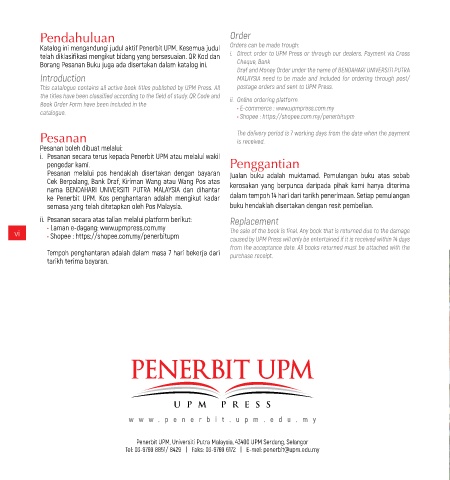 Pendahuluan
Katalog ini mengandungi judul aktif Penerbit UPM. Kesemua judul
telah diklasifikasi mengikut bidang yang bersesuaian. QR Kod dan
Borang Pesanan Buku juga ada disertakan dalam katalog ini.
Introduction
This catalogue contains all active book titles published by UPM Press. All
the titles have been classified according to the field of study. QR Code and
Book Order Form have been included in the
catalogue.
Pesanan
Pesanan boleh dibuat melalui:
i. Pesanan secara terus kepada Penerbit UPM atau melalui wakil
pengedar kami.
Pesanan melalui pos hendaklah disertakan dengan bayaran
Cek Berpalang, Bank Draf, Kiriman Wang atau Wang Pos atas
nama BENDAHARI UNIVERSITI PUTRA MALAYSIA dan dihantar
ke Penerbit UPM. Kos penghantaran adalah mengikut kadar
semasa yang telah ditetapkan oleh Pos Malaysia.
ii. Pesanan secara atas talian melalui platform berikut:
- Laman e-dagang: www.upmpress.com.my
- Shopee : https://shopee.com.my/penerbitupm
Tempoh penghantaran adalah dalam masa 7 hari bekerja dari
tarikh terima bayaran.
vi
Order
Orders can be made trough:
i. Direct order to UPM Press or through our dealers. Payment via Cross
Cheque, Bank
Draf and Money Order under the name of BENDAHARI UNIVERSITI PUTRA
MALAYSIA need to be made and included for ordering through post/
postage orders and sent to UPM Press.
ii. Online ordering platform
- E-commerce : www.upmpress.com.my
- Shopee : https://shopee.com.my/penerbitupm
The delivery period is 7 working days from the date when the payment
is received.
Penggantian
Jualan buku adalah muktamad. Pemulangan buku atas sebab
kerosakan yang berpunca daripada pihak kami hanya diterima
dalam tempoh 14 hari dari tarikh penerimaan. Setiap pemulangan
buku hendaklah disertakan dengan resit pembelian.
Replacement
The sale of the book is final. Any book that is returned due to the damage
caused by UPM Press will only be entertained if it is received within 14 days
from the acceptance date. All books returned must be attached with the
purchase receipt.
PENERBIT UPM
UPM PRESS
www.penerbit.upm.edu.my
Penerbit UPM, Universiti Putra Malaysia, 43400 UPM Serdang, Selangor
Tel: 03-9769 8851/ 8429 | Faks: 03-9769 6172 | E-mel: penerbit@upm.edu.my